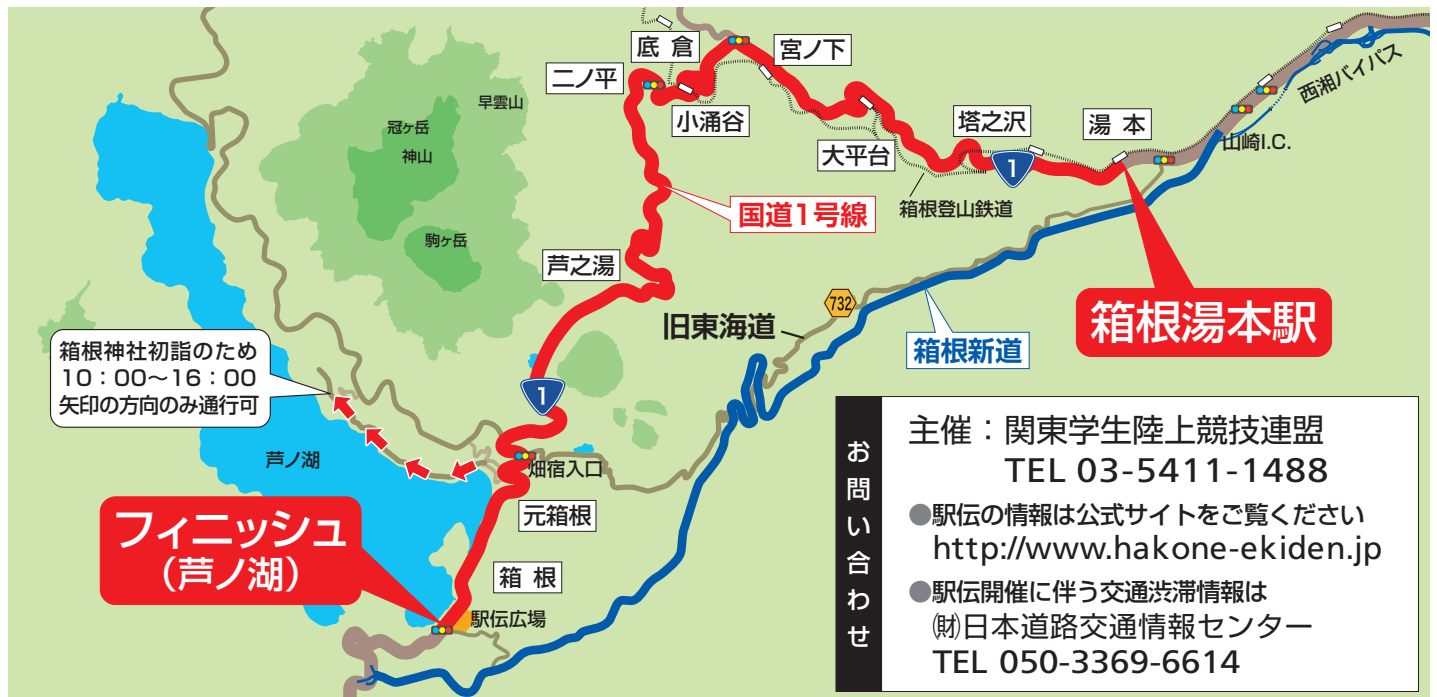 底倉
宮ノ下
二ノ平
小涌谷
大平台
塔之沢
湯本
西湘バイパス
山崎I.C.
早雲山
冠ヶ岳
神山
駒ヶ岳
1
箱根登山鉄道
国道1号線
芦之湯
732
旧東海道
箱根新道
箱根湯本駅
箱根神社初詣のため
10：00～16：00
矢印の方向のみ通行可
1
芦ノ湖
畑宿入口
元箱根
フィニッシュ
（芦ノ湖）
箱根
駅伝広場
お問い合わせ
主催：関東学生陸上競技連盟
TEL 03-5411-1488
●駅伝の情報は公式サイトをご覧ください
http://www.hakone-ekiden.jp
●駅伝開催に伴う交通渋滞情報は
㈶日本道路交通情報センター
TEL 050-3369-6614